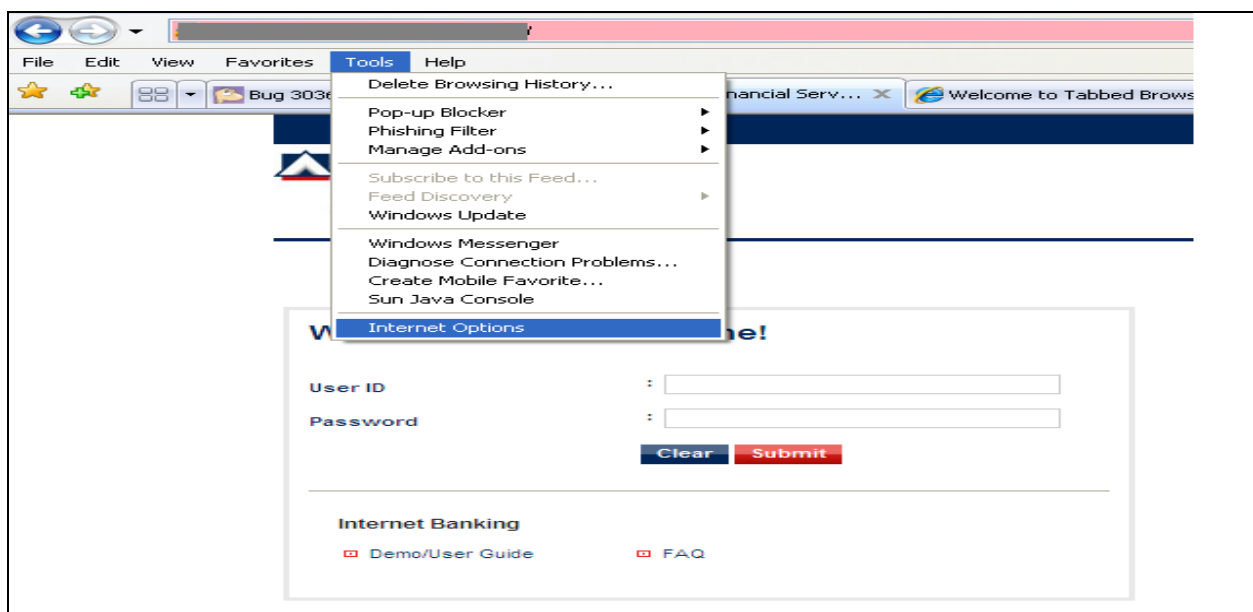 File Edit View Favorites Tools Help
Bug 303 nancial Serv... Welcome to Tabbed Brows
Delete Browsing History...
Pop-up Blocker
Phishing Filter
Manage Add-ons
Subscribe to this Feed...
Feed Discovery
Windows Update
Windows Messenger
Diagnose Connection Problems...
Create Mobile Favorite...
Sun Java Console
Internet Options
W ne!
User ID :
Password :
Clear Submit
Internet Banking
Demo/User Guide FAQ